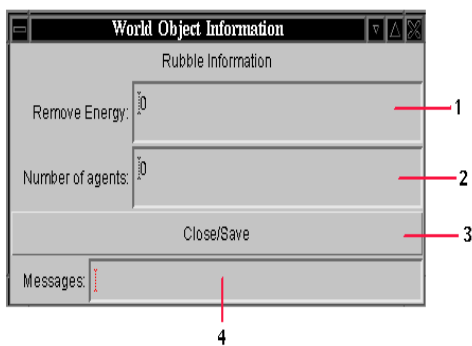 World Object Information
Rubble Information
Remove Energy: 0
1
Number of agents: 0
2
Close/Save
3
Messages:
4